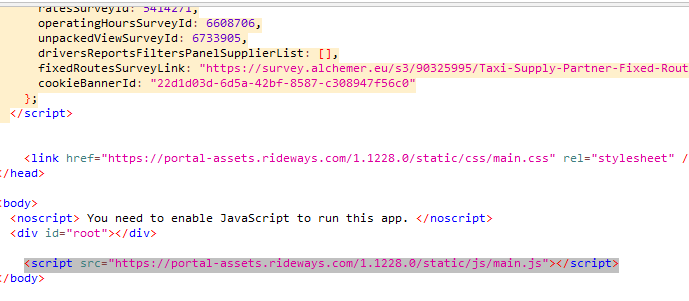 ratesSurveyId: 5414271,
operatingHoursSurveyId: 6608706,
unpackedViewSurveyId: 6733905,
driversReportsFiltersPanelSupplierList: [],
fixedRoutesSurveyLink: "https://survey.alchemer.eu/s3/90325995/Taxi-Supply-Partner-Fixed-Rout
cookieBannerId: "22d1d03d-6d5a-42bf-8587-c308947f56c0"
};
</script>
<link href="https://portal-assets.rideways.com/1.1228.0/static/css/main.css" rel="stylesheet" /
</head>
<body>
<noscript> You need to enable JavaScript to run this app. </noscript>
<div id="root"></div>
<script src="https://portal-assets.rideways.com/1.1228.0/static/js/main.js"></script>
</body>